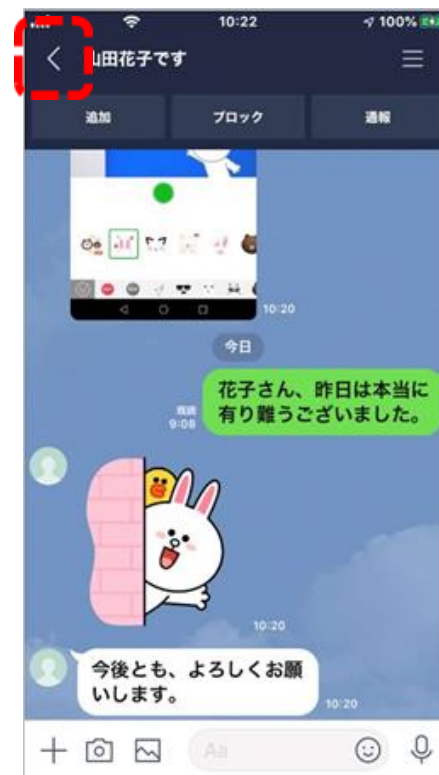 10:22
100%
山田花子です
追加
ブロック
通報
10:20
今日
花子さん、昨日は本当に
有り難うございました。
既読
9:08
10:20
今後とも、よろしくお願
いします。
10:20
Aa